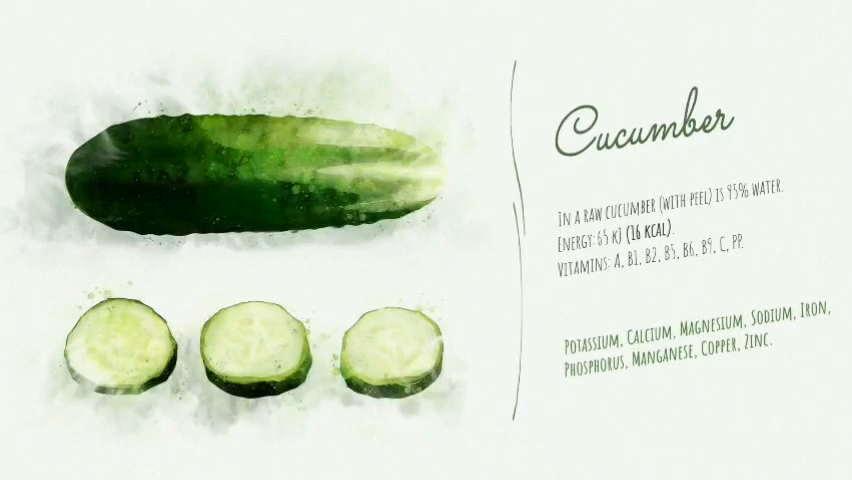 Cucumber
In a raw cucumber (with peel) is 95% water.
Energy: 65 kJ (16 kcal).
Vitamins: A, B1, B2, B5, B6, B9, C, PP.
Potassium, Calcium, Magnesium, Sodium, Iron,
Phosphorus, Manganese, Copper, Zinc.